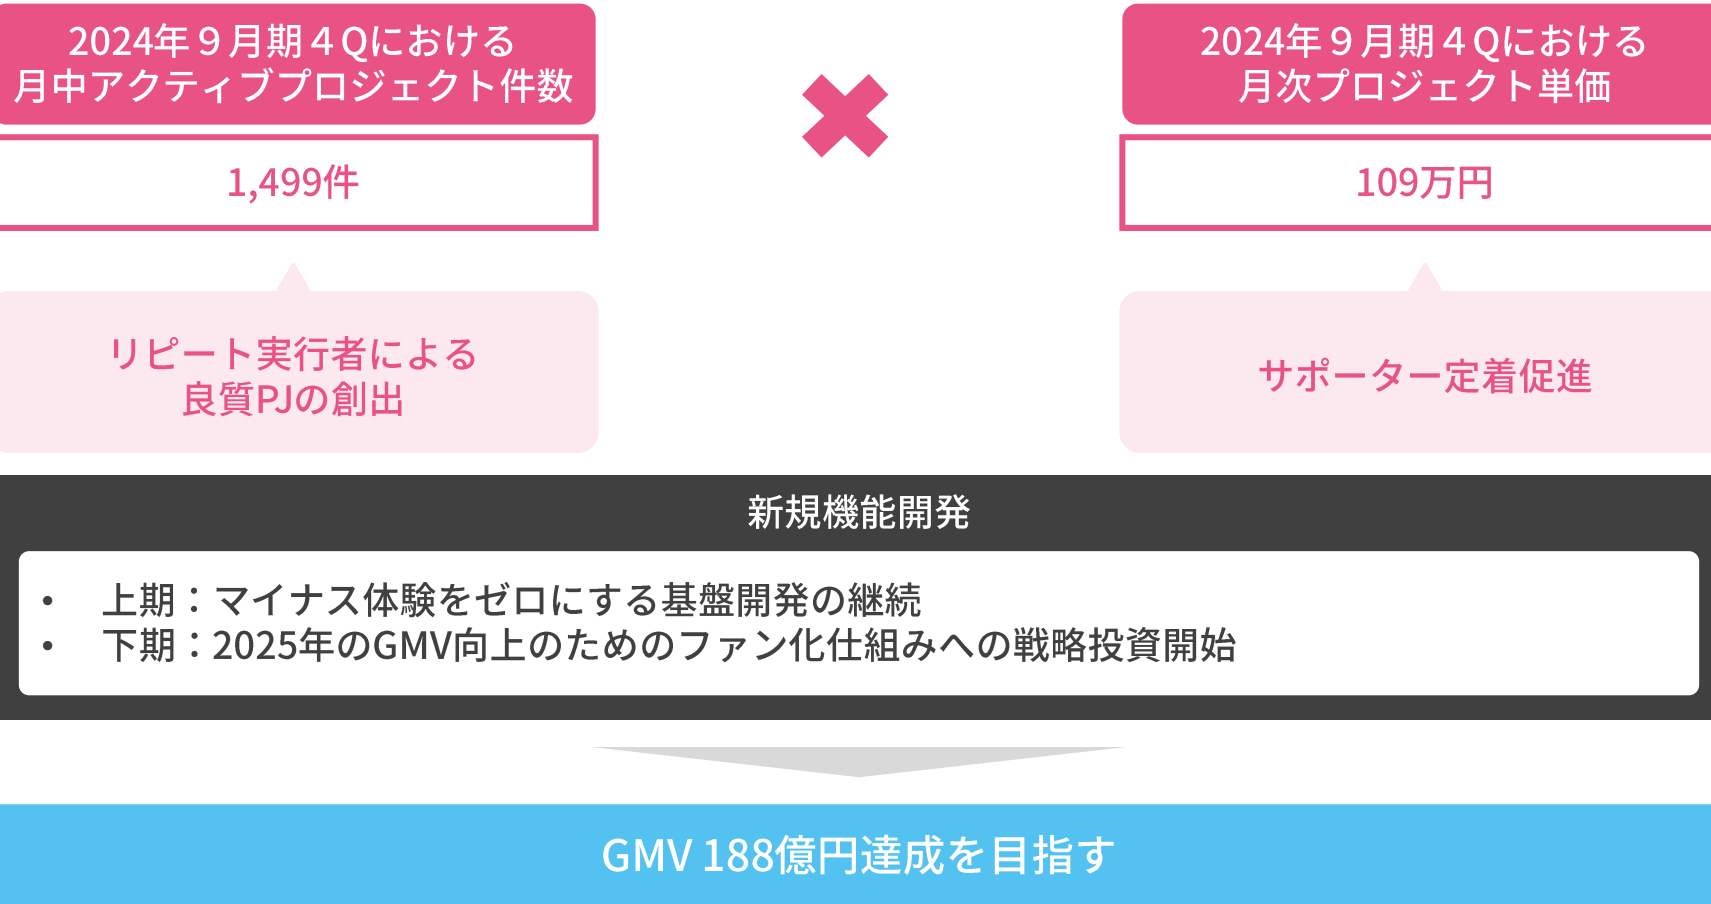 2024年９月期４Qにおける
月中アクティブプロジェクト件数
1,499件
2024年９月期４Qにおける
月次プロジェクト単価
109万円
リピート実行者による
良質PJの創出
サポーター定着促進
新規機能開発
• 上期：マイナス体験をゼロにする基盤開発の継続
• 下期：2025年のGMV向上のためのファン化仕組みへの戦略投資開始
GMV 188億円達成を目指す